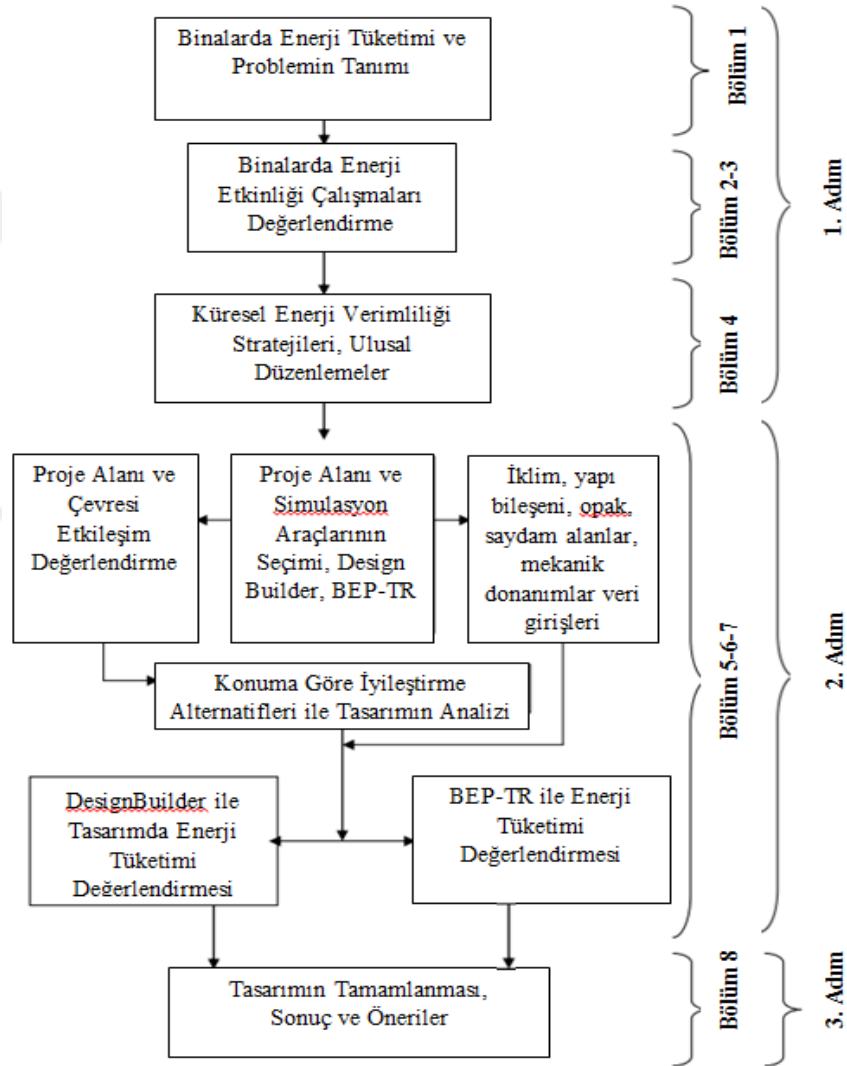 Binalarda Enerji Tüketimi ve
Problemin Tanımı
Bölüm 1
Binalarda Enerji
Etkinliği Çalışmaları
Değerlendirme
Bölüm 2-3
1. Adım
Küresel Enerji Verimliliği
Stratejileri, Ulusal
Düzenlemeler
Bölüm 4
Proje Alanı ve
Çevresi
Etkileşim
Değerlendirme
Proje Alanı ve
Simulasyon
Araçlarının
Seçimi, Design
Builder, BEP-TR
İklim, yapı
bileşeni, opak,
saydam alanlar,
mekanik
donanımlar veri
girişleri
Konuma Göre İyileştirme
Alternatifleri ile Tasarımın Analizi
Bölüm 5-6-7
2. Adım
DesignBuilder ile
Tasarımda Enerji
Tüketimi
Değerlendirmesi
BEP-TR ile Enerji
Tüketimi
Değerlendirmesi
Tasarımın Tamamlanması,
Sonuç ve Öneriler
Bölüm 8
3. Adım